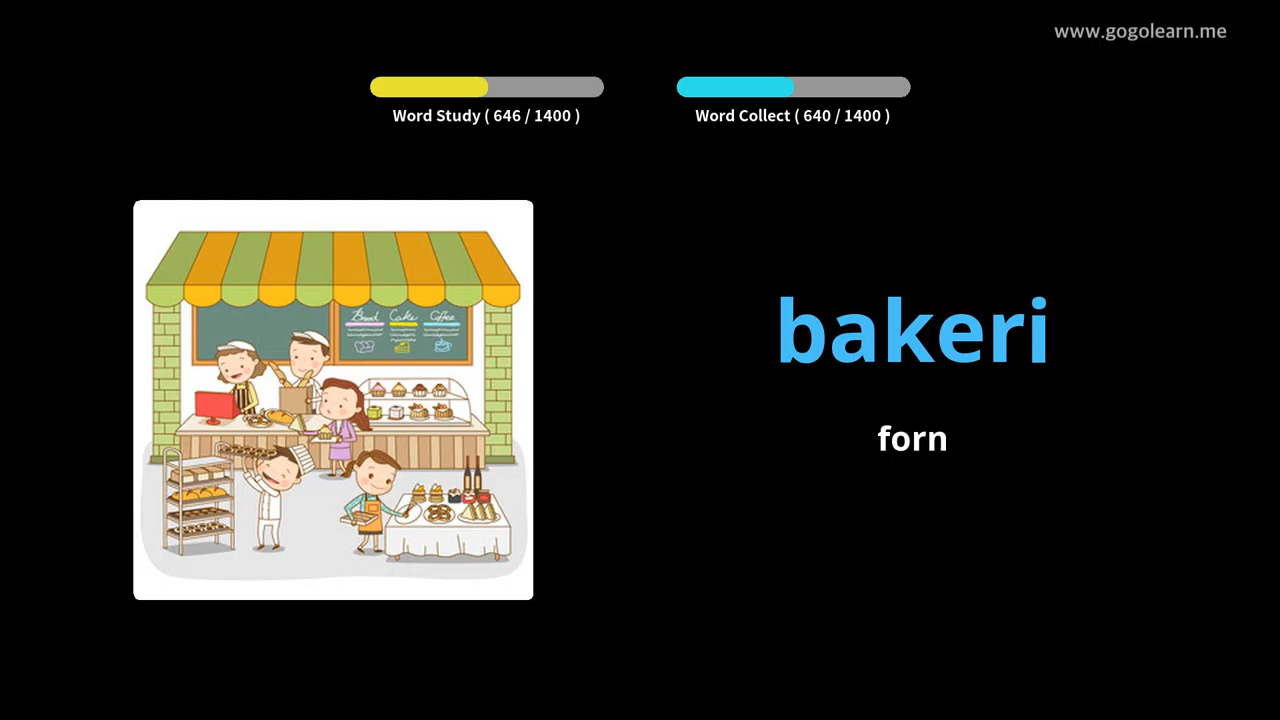 www.gogolearn.me
Word Study ( 646 / 1400 )
Word Collect ( 640 / 1400 )
Bread Cake Coffee
bakeri
forn